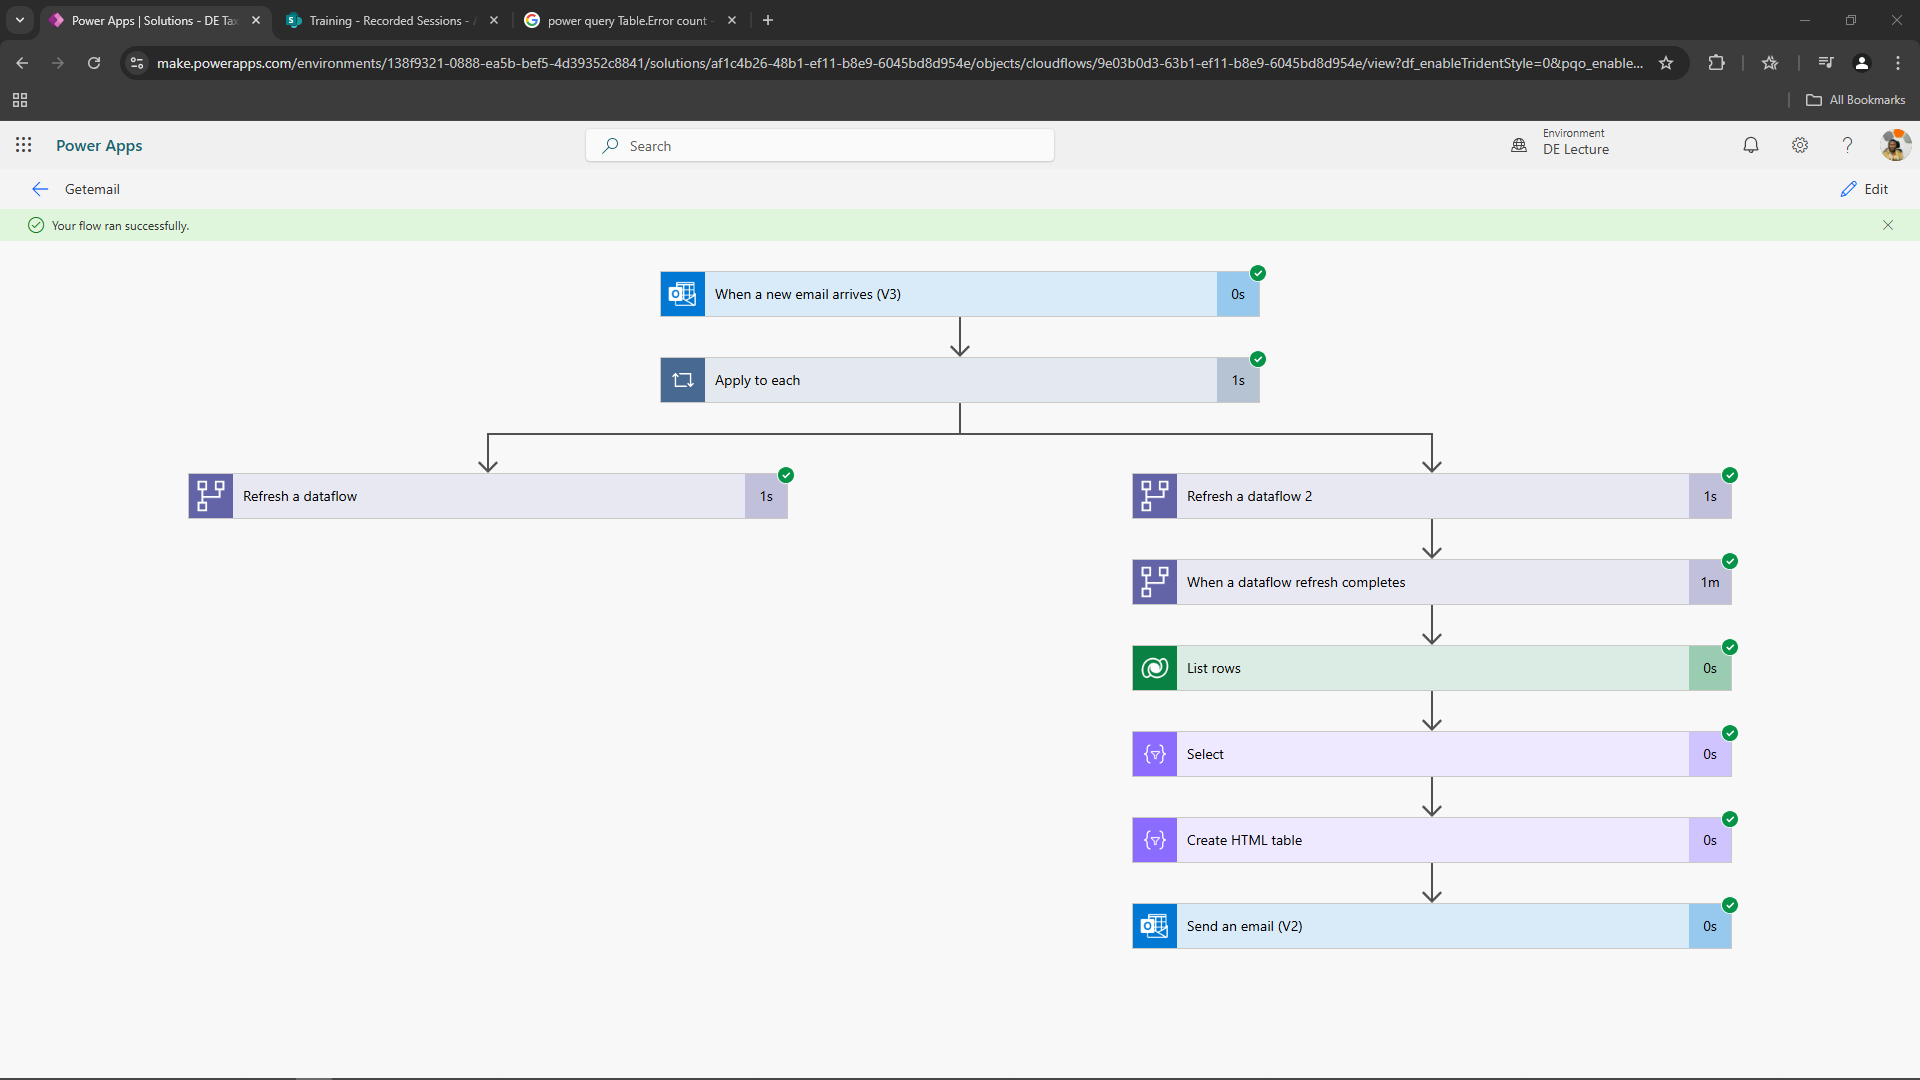 Power Apps | Solutions - DE Tax
Training - Recorded Sessions -
power query Table.Error count -
make.powerapps.com/environments/138f9321-0888-ea5b-bef5-4d39352c8841/solutions/af1c4b26-48b1-ef11-b8e9-6045bd8d954e/objects/cloudflows/9e03b0d3-63b1-ef11-b8e9-6045bd8d954e/view?df_enableTridentStyle=0&pqo_enable...
All Bookmarks
Power Apps
Search
Environment
DE Lecture
Getemail
Edit
Your flow ran successfully.
When a new email arrives (V3)
0s
Apply to each
1s
Refresh a dataflow
1s
Refresh a dataflow 2
1s
When a dataflow refresh completes
1m
List rows
0s
Select
0s
Create HTML table
0s
Send an email (V2)
0s